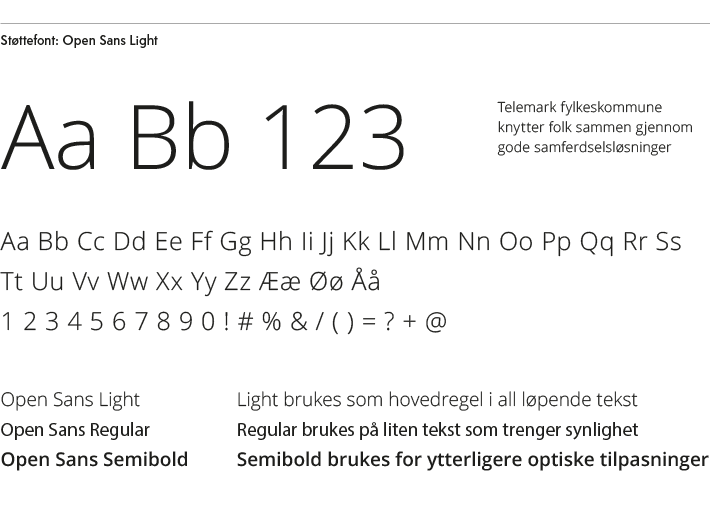 Støttefont: Open Sans Light
Aa Bb 123
Telemark fylkeskommune
knytter folk sammen gjennom
gode samferdselsløsninger
Aa Bb Cc Dd Ee Ff Gg Hh Ii Jj Kk Ll Mm Nn Oo Pp Qq Rr Ss
Tt Uu Vv Ww Xx Yy Zz Ææ Øø Åå
1 2 3 4 5 6 7 8 9 0 ! # % & / ( ) = ? + @
Open Sans Light
Light brukes som hovedregel i all løpende tekst
Open Sans Regular
Regular brukes på liten tekst som trenger synlighet
Open Sans Semibold
Semibold brukes for ytterligere optiske tilpasninger